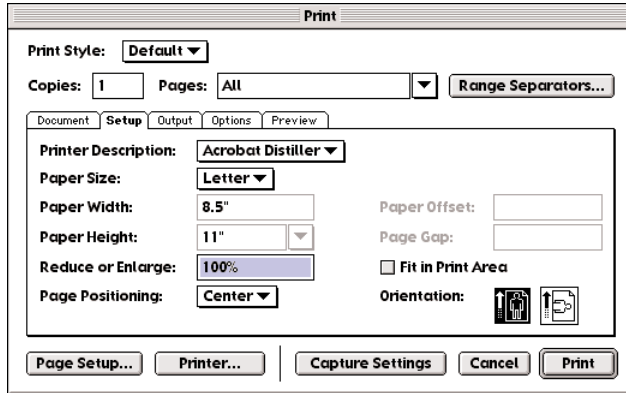 Print
Print Style: Default
Copies: 1 Pages: All Range Separators...
Document Setup Output Options Preview
Printer Description: Acrobat Distiller
Paper Size: Letter
Paper Width: 8.5" Paper Offset:
Paper Height: 11" Page Gap:
Reduce or Enlarge: 100% Fit in Print Area
Page Positioning: Center Orientation:
Page Setup... Printer... Capture Settings Cancel Print